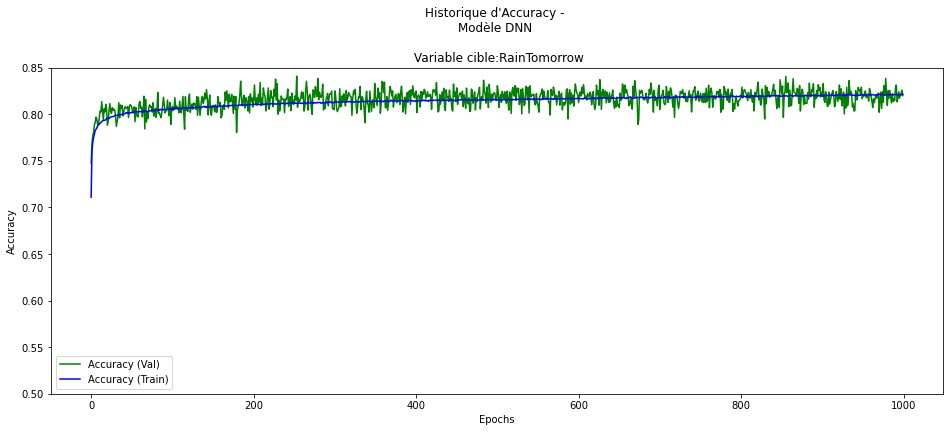 Historique d'Accuracy -
Modèle DNN
Variable cible:RainTomorrow
0.85
0.80
0.75
0.70
0.65
0.60
0.55
0.50
Accuracy
Accuracy (Val)
Accuracy (Train)
0 200 400 600 800 1000
Epochs